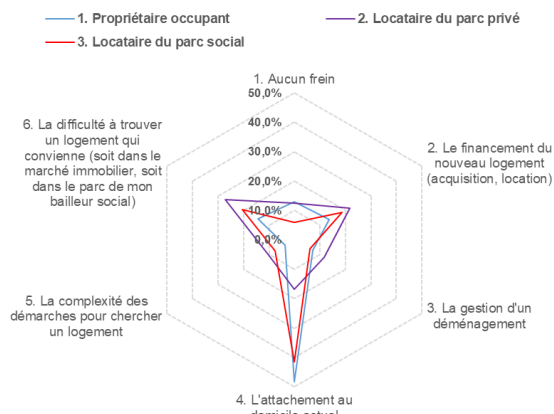 1. Propriétaire occupant
2. Locataire du parc privé
3. Locataire du parc social
1. Aucun frein
50,0%
40,0%
30,0%
20,0%
10,0%
0,0%
2. Le financement du
nouveau logement
(acquisition, location)
3. La gestion d'un
déménagement
4. L'attachement au
domicile actuel
5. La complexité des
démarches pour chercher
un logement
6. La difficulté à trouver
un logement qui
convienne (soit dans le
marché immobilier, soit
dans le parc de mon
bailleur social)